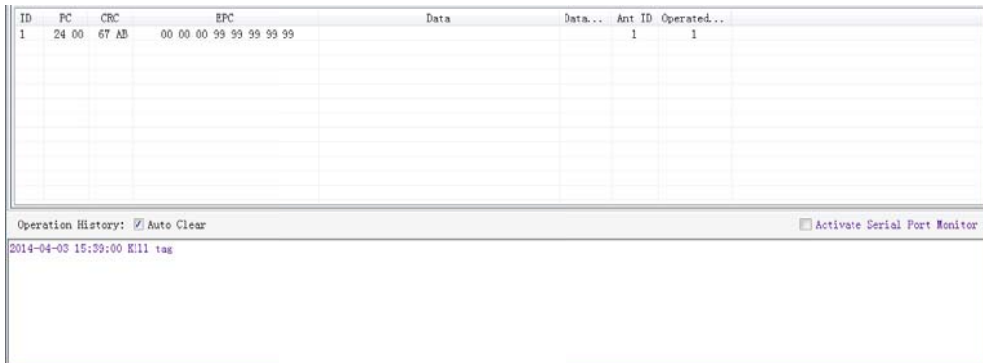 ID PC CRC EPC Data Data... Ant ID Operated...
1 24 00 67 AB 00 00 00 99 99 99 99 99 1 1
Operation History: Auto Clear Activate Serial Port Monitor
2014-04-03 15:39:00 Kill tag